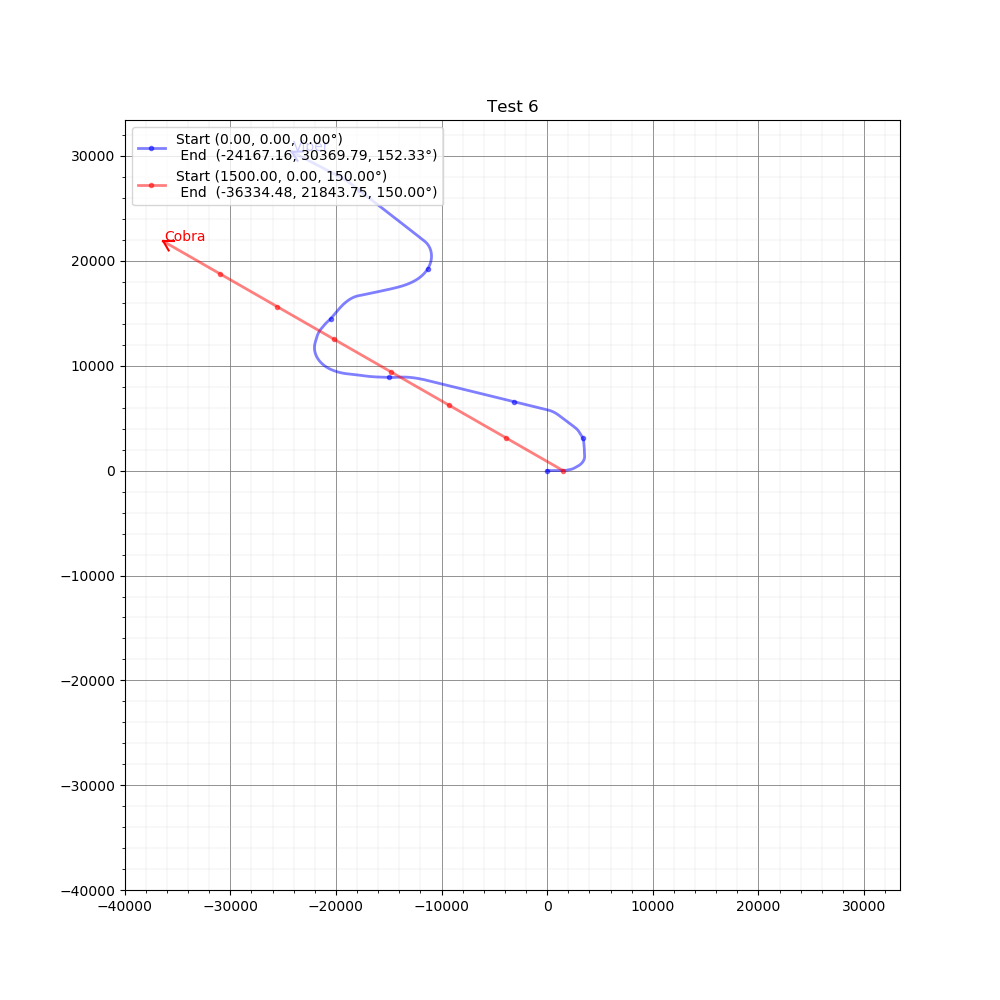 Test 6
Start (0.00, 0.00, 0.00°)
End (-24167.16, 30369.79, 152.33°)
Start (1500.00, 0.00, 150.00°)
End (-36334.48, 21843.75, 150.00°)
Cobra
30000
20000
10000
0
−10000
−20000
−30000
−40000
−40000 −30000 −20000 −10000 0 10000 20000 30000